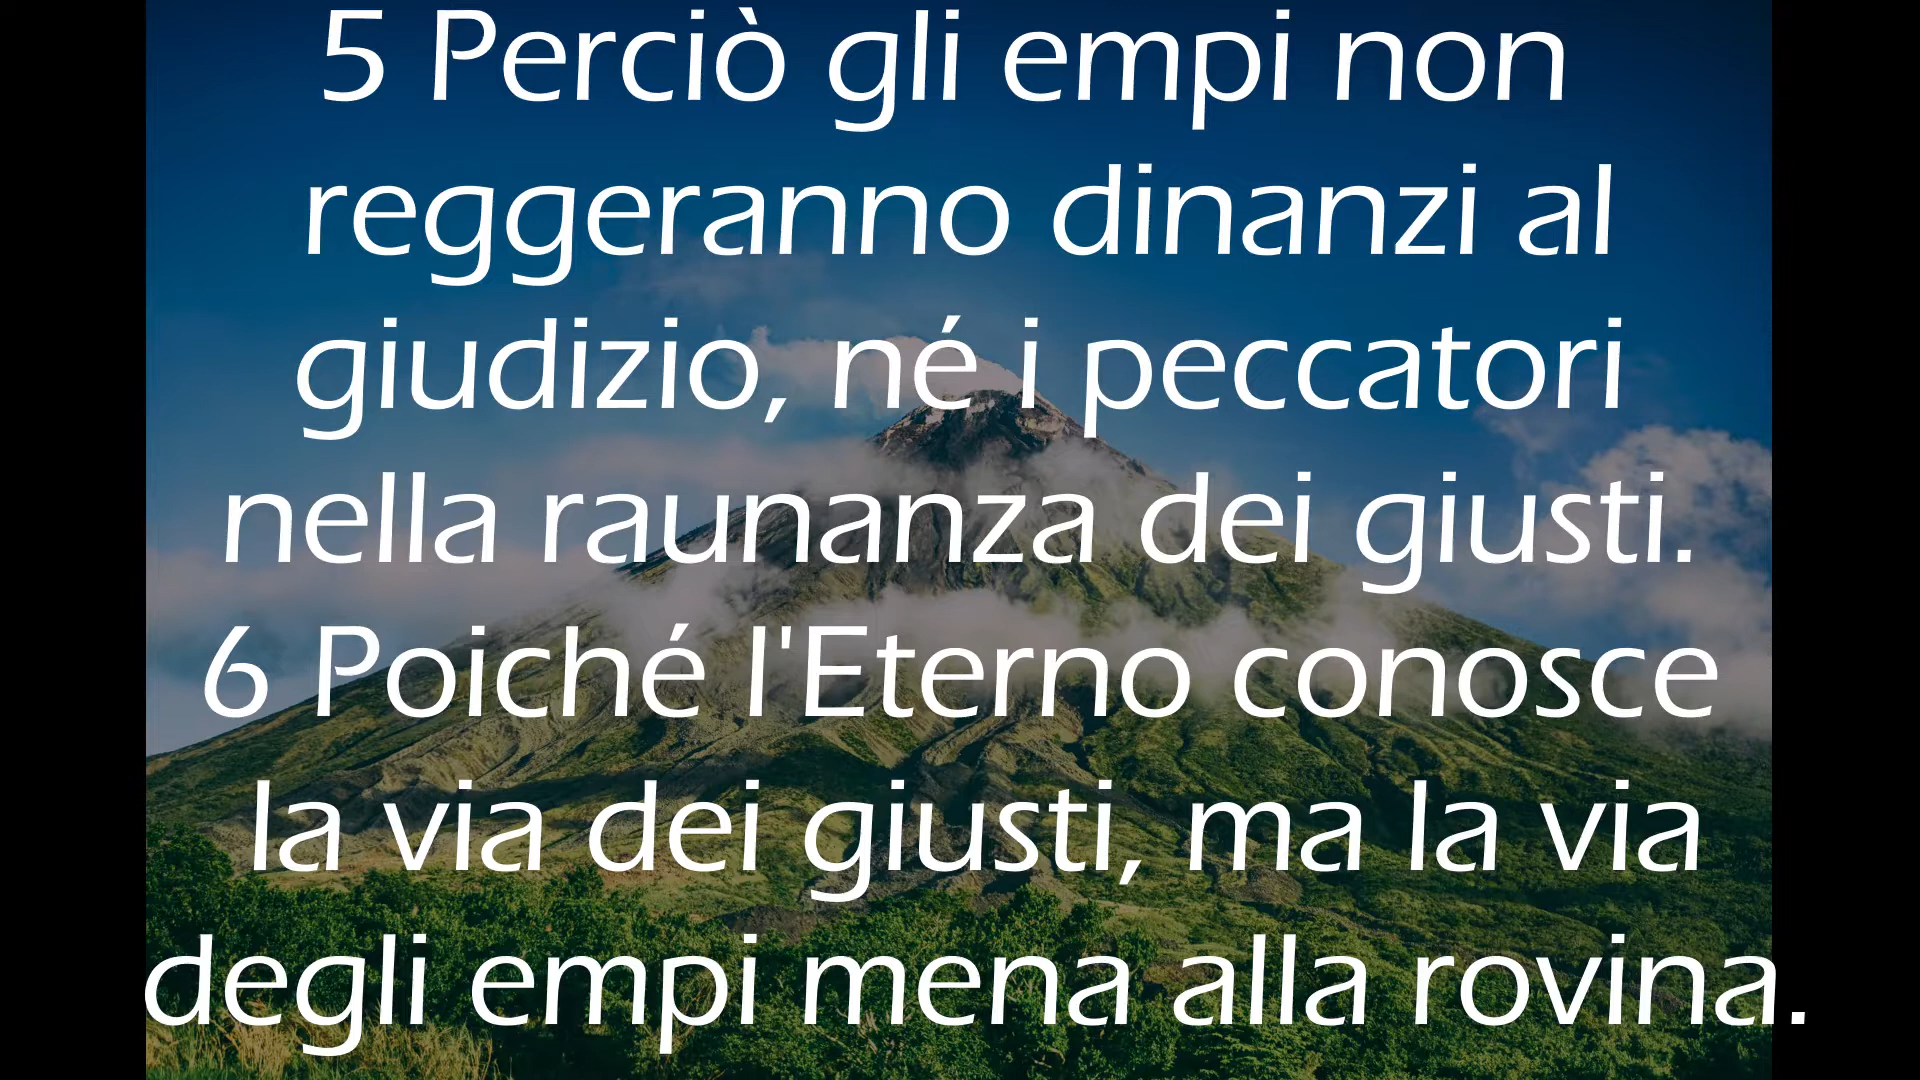 5 Perciò gli empi non
reggeranno dinanzi al
giudizio, né i peccatori
nella raunanza dei giusti.
6 Poiché l'Eterno conosce
la via dei giusti, ma la via
degli empi mena alla rovina.